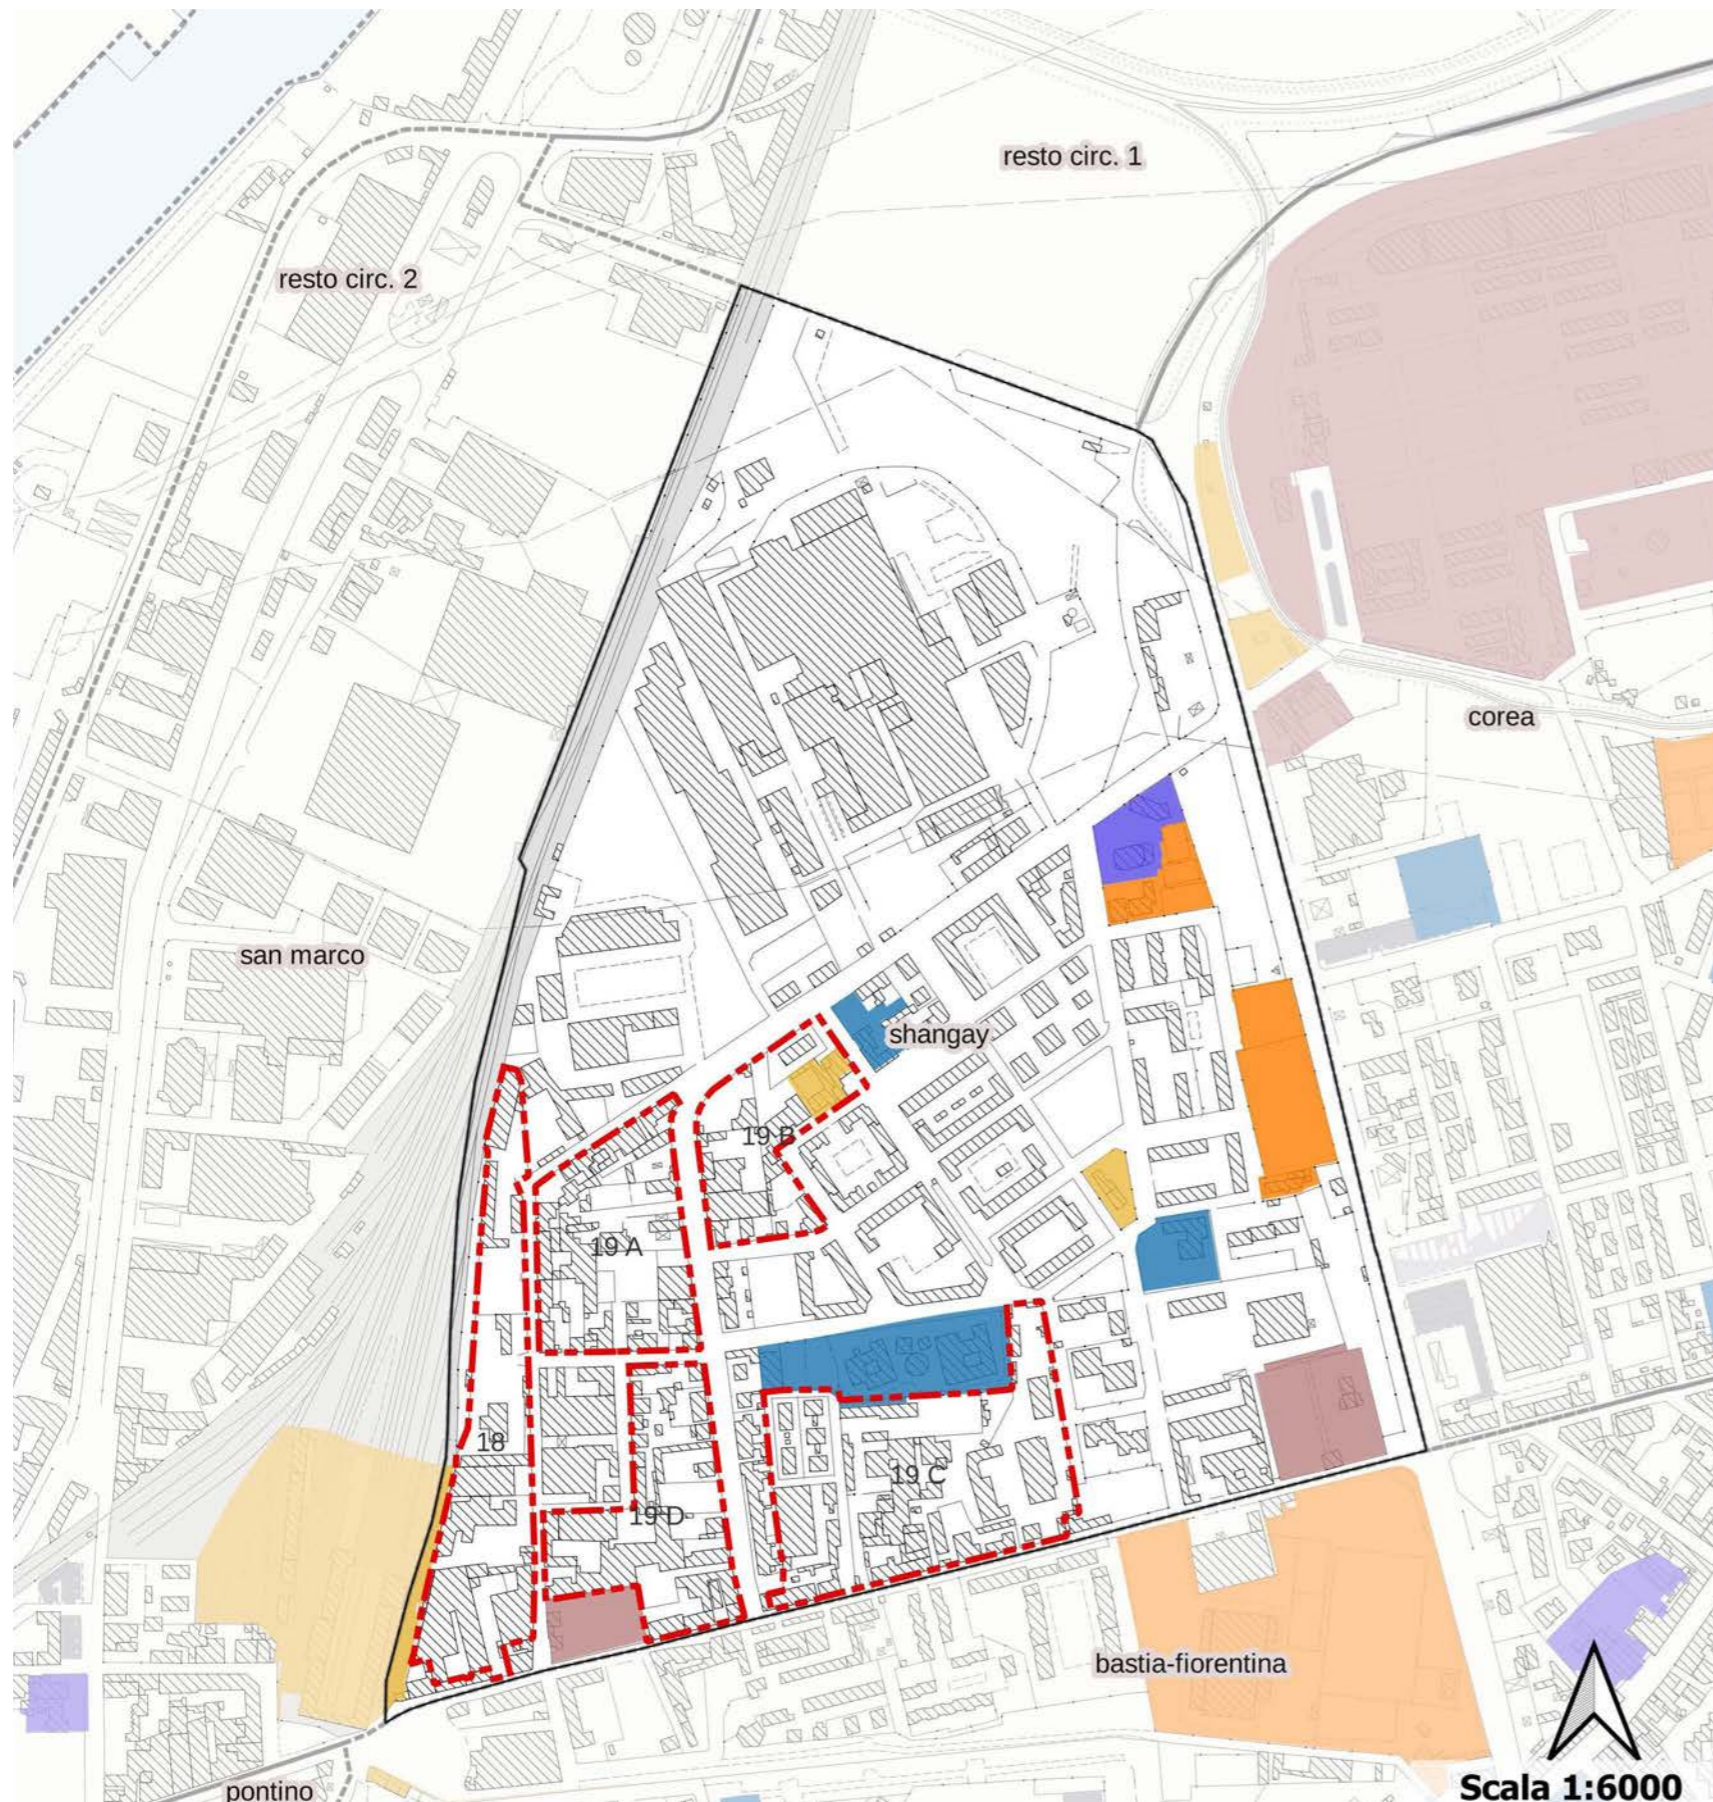 resto circ. 1
resto circ. 2
corea
san marco
shangay
19 B
19 A
18
19 C
19 D
bastia-fiorentina
pontino
Scala 1:6000